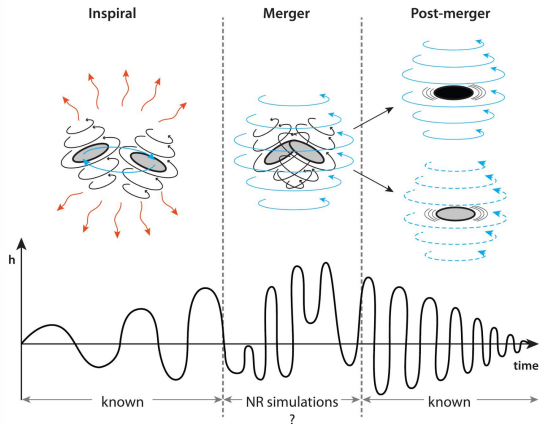 Inspiral
Merger
Post-merger
h
time
known
NR simulations
?
known